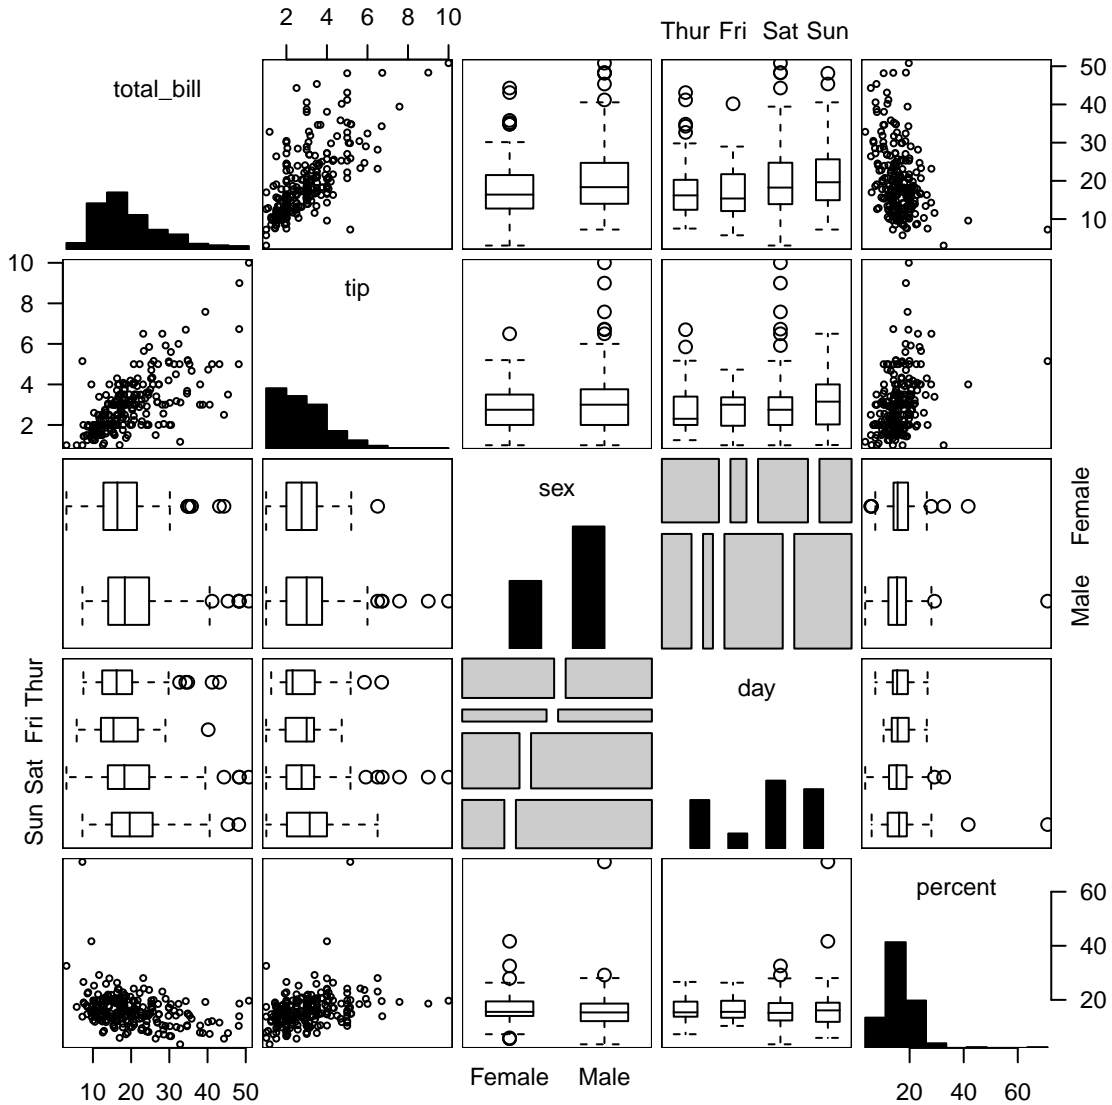 2 4 6 8 10
Thur Fri Sat Sun
total_bill
50
40
30
20
10
10
8
6
4
2
tip
sex
Female
Male
Thur
Fri
Sat
Sun
day
percent
60
40
20
10 20 30 40 50
Female Male
20 40 60